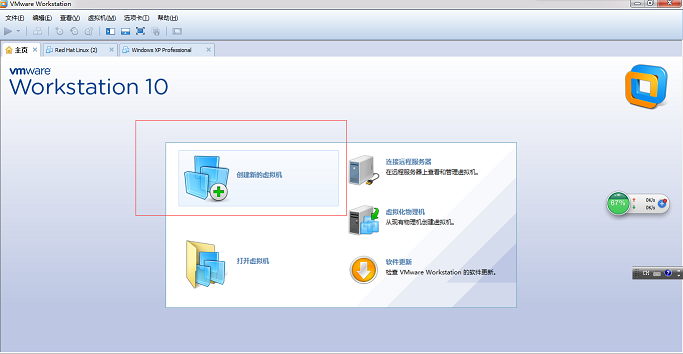 VMware Workstation
文件(F) 编辑(E) 查看(V) 虚拟机(M) 选项卡(T) 帮助(H)
主页 Red Hat Linux (2) Windows XP Professional
vmware
Workstation 10
创建新的虚拟机
连接远程服务器
在远程服务器上查看和管理虚拟机。
虚拟化物理机
从现有物理机创建虚拟机。
打开虚拟机
软件更新
检查 VMware Workstation 的软件更新。
87%
0K/s
0K/s
CH